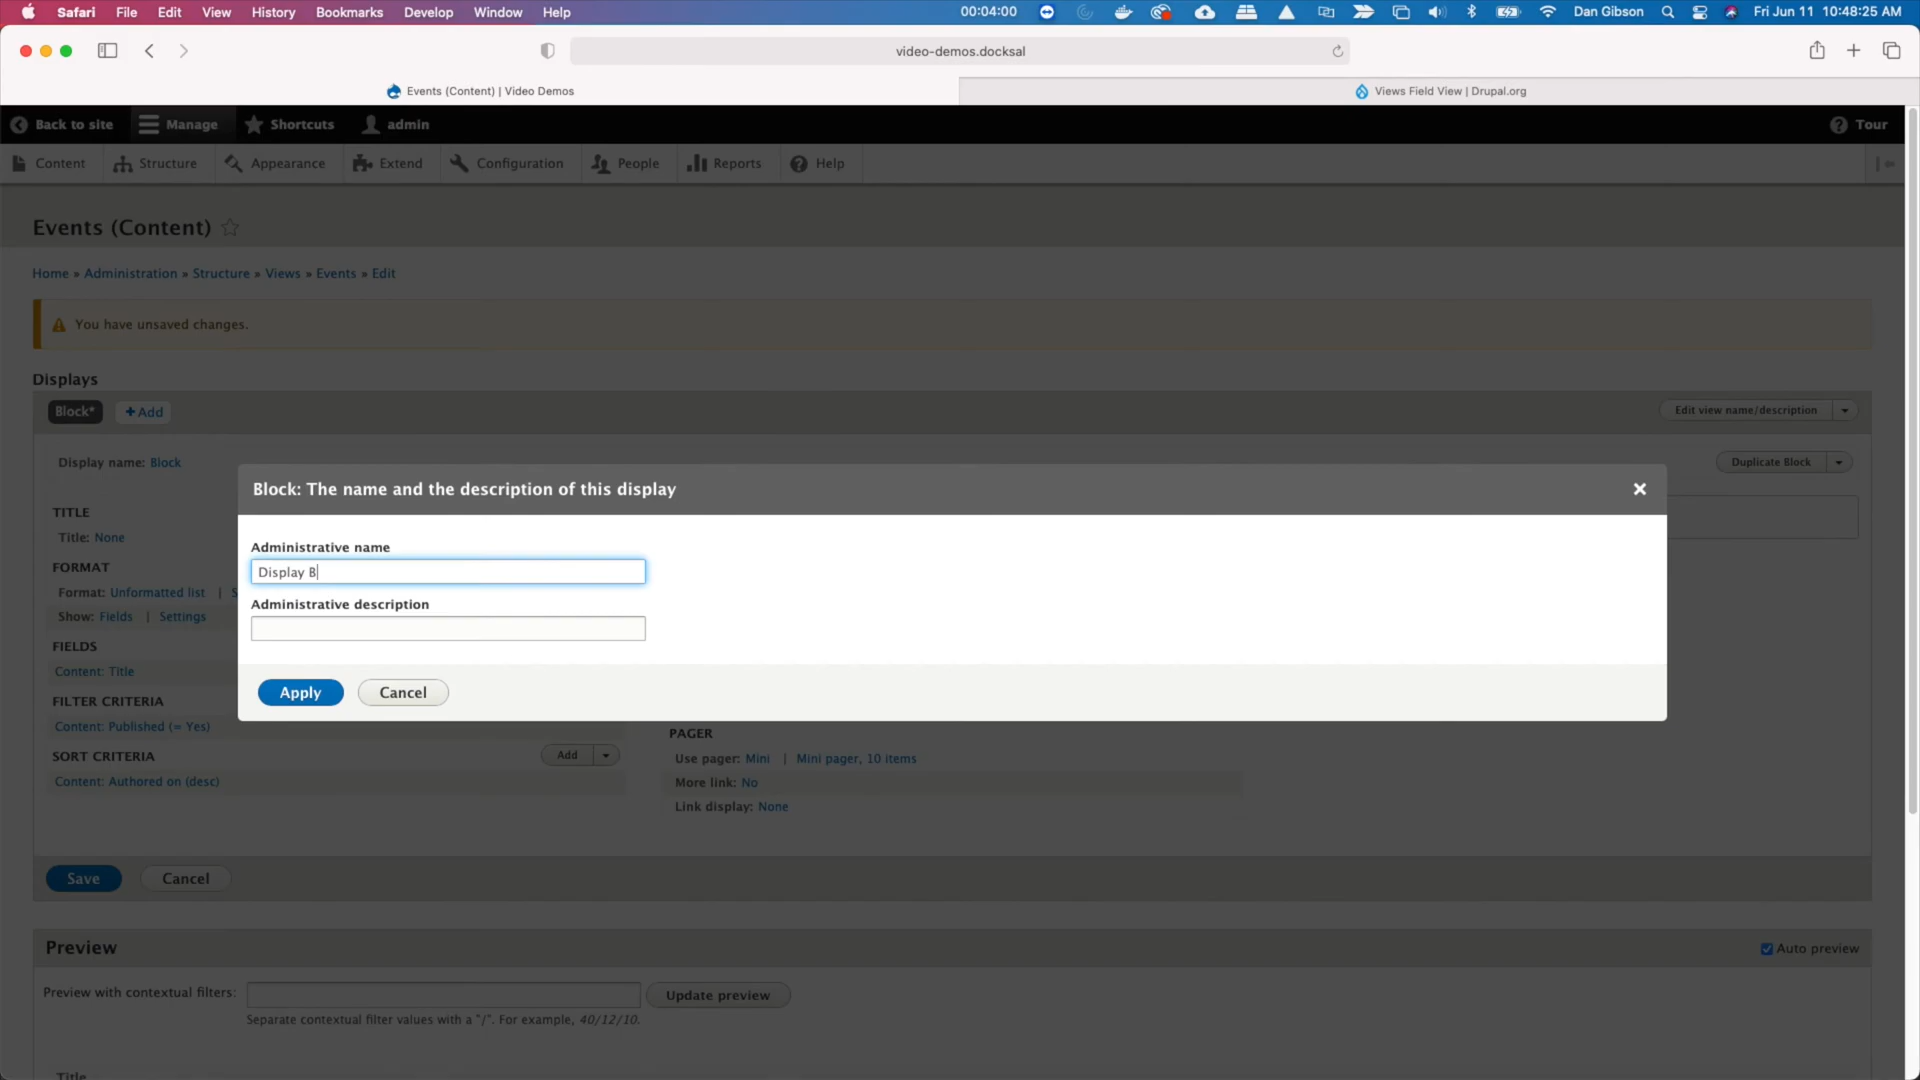 Safari File Edit View History Bookmarks Develop Window Help 00:04:00 Dan Gibson Fri Jun 11 10:48:25 AM
video-demos.docksal
Events (Content) | Video Demos
Views Field View | Drupal.org
Back to site Manage Shortcuts admin Tour
Content Structure Appearance Extend Configuration People Reports Help
Events (Content)
Home » Administration » Structure » Views » Events » Edit
You have unsaved changes.
Displays
Block* +Add Edit view name/description
Display name: Block Duplicate Block
Block: The name and the description of this display
TITLE
Title: None
Administrative name
FORMAT
Display B
Format: Unformatted list | S
Administrative description
Show: Fields | Settings
FIELDS
Content: Title
Apply Cancel
FILTER CRITERIA
Content: Published (= Yes)
PAGER
SORT CRITERIA Add
Use pager: Mini | Mini pager, 10 items
Content: Authored on (desc)
More link: No
Link display: None
Save Cancel
Preview Auto preview
Preview with contextual filters: Update preview
Separate contextual filter values with a "/". For example, 40/12/10.
Title